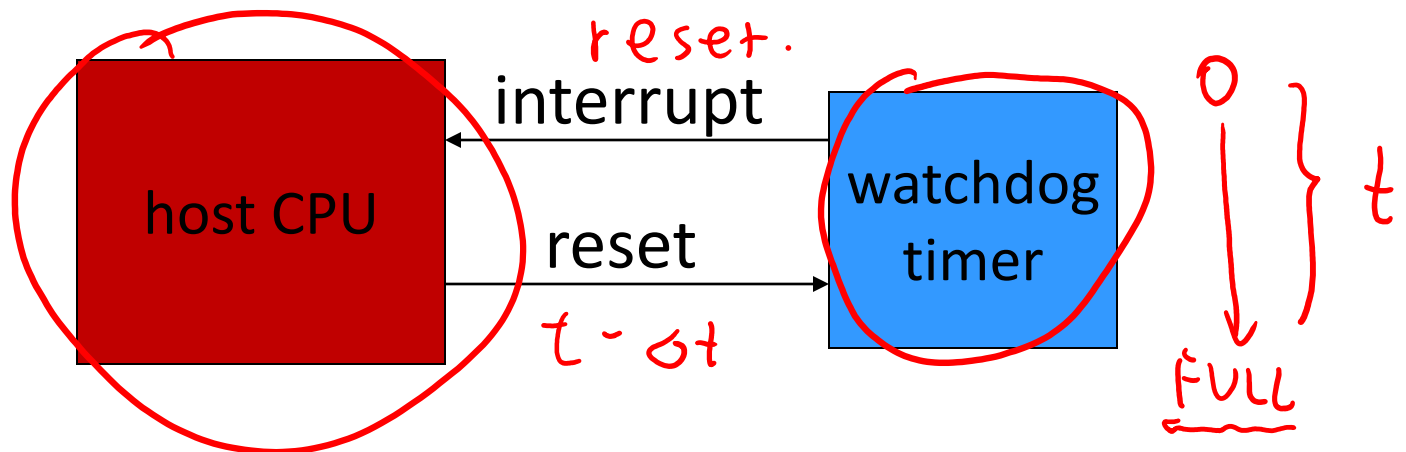 reset.
interrupt
host CPU
reset
t - Δt
watchdog
timer
0
t
FULL